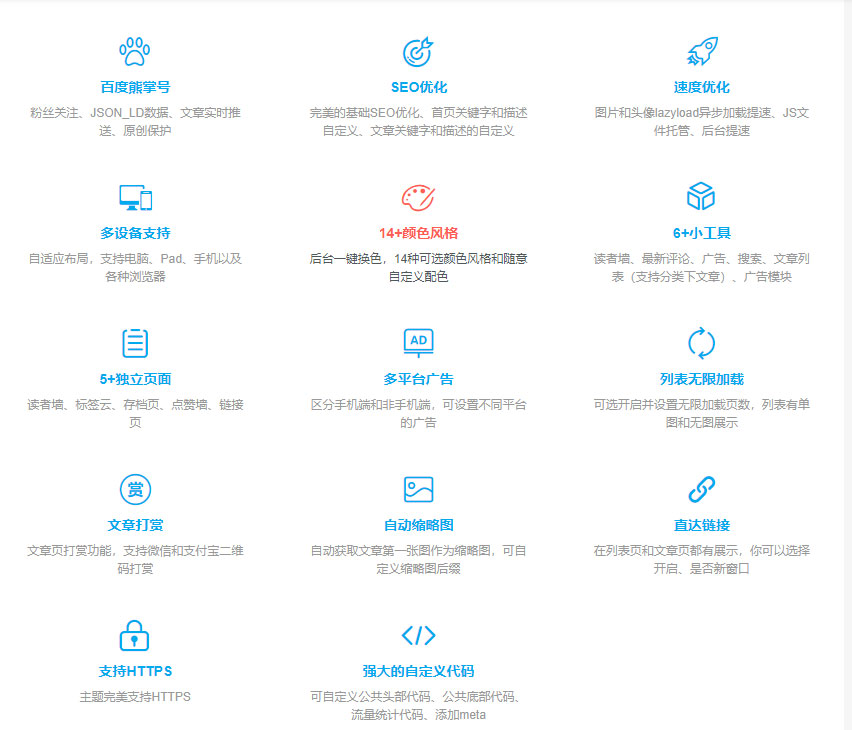 百度熊掌号
粉丝关注、JSON_LD数据、文章实时推
送、原创保护
SEO优化
完美的基础SEO优化、首页关键字和描述
自定义、文章关键字和描述的自定义
速度优化
图片和头像lazyload异步加载提速、JS文
件托管、后台提速
多设备支持
自适应布局，支持电脑、Pad、手机以及
各种浏览器
14+颜色风格
后台一键换色，14种可选颜色风格和随意
自定义配色
6+小工具
读者墙、最新评论、广告、搜索、文章列
表（支持分类下文章）、广告模块
5+独立页面
读者墙、标签云、存档页、点赞墙、链接
页
AD
多平台广告
区分手机端和非手机端，可设置不同平台
的广告
列表无限加载
可选开启并设置无限加载页数，列表有单
图和无图展示
赏
文章打赏
文章页打赏功能，支持微信和支付宝二维
码打赏
自动缩略图
自动获取文章第一张图作为缩略图，可自
定义缩略图后缀
直达链接
在列表页和文章页都有展示，你可以选择
开启、是否新窗口
支持HTTPS
主题完美支持HTTPS
</>
强大的自定义代码
可自定义公共头部代码、公共底部代码、
流量统计代码、添加meta